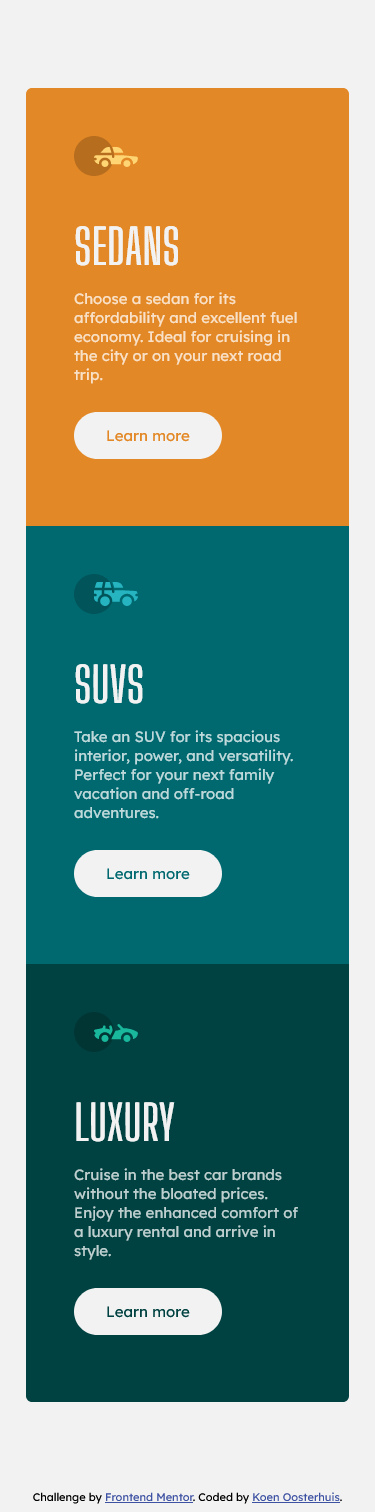 SEDANS
Choose a sedan for its
affordability and excellent fuel
economy. Ideal for cruising in
the city or on your next road
trip.
Learn more
SUVS
Take an SUV for its spacious
interior, power, and versatility.
Perfect for your next family
vacation and off-road
adventures.
Learn more
LUXURY
Cruise in the best car brands
without the bloated prices.
Enjoy the enhanced comfort of
a luxury rental and arrive in
style.
Learn more
Challenge by Frontend Mentor. Coded by Koen Oosterhuis.